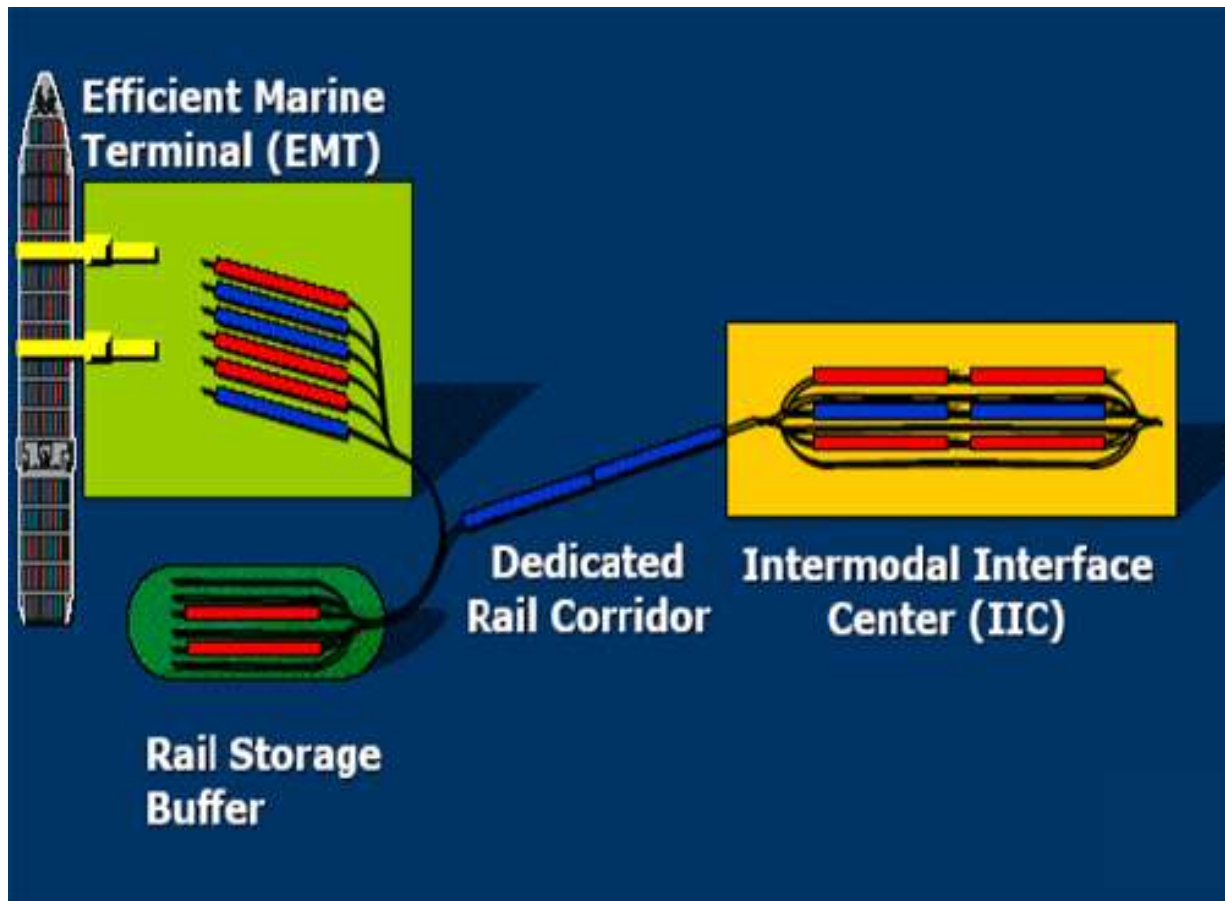 Efficient Marine
Terminal (EMT)
Dedicated
Rail Corridor
Intermodal Interface
Center (IIC)
Rail Storage
Buffer